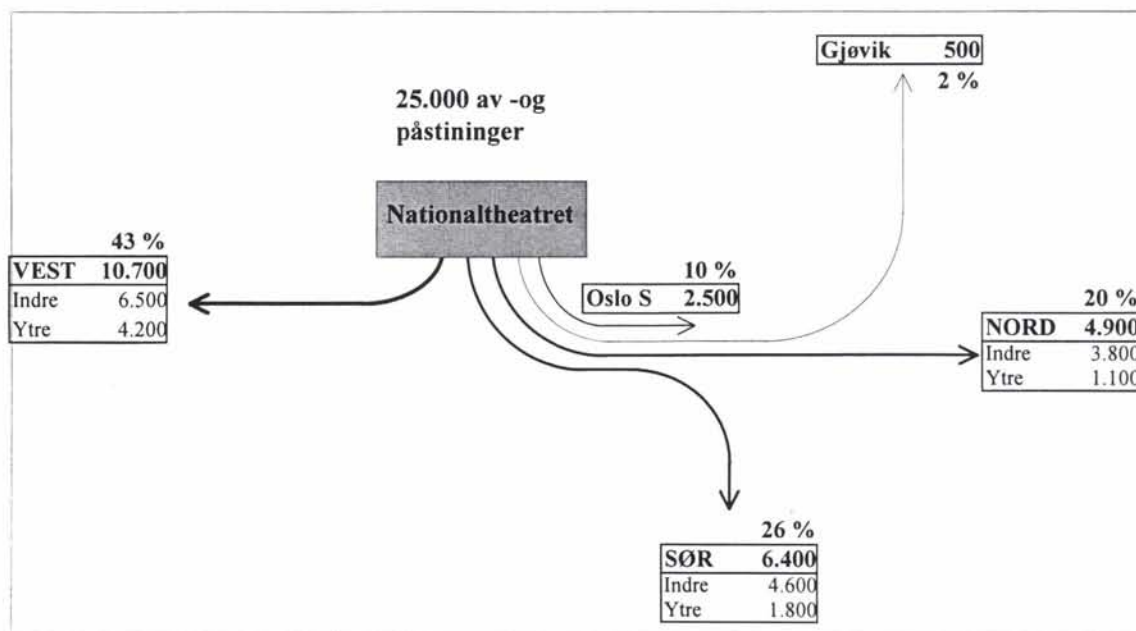 Gjøvik 500
2 %
25.000 av -og
påstininger
Nationaltheatret
43 %
VEST 10.700
Indre 6.500
Ytre 4.200
10 %
Oslo S 2.500
20 %
NORD 4.900
Indre 3.800
Ytre 1.100
26 %
SØR 6.400
Indre 4.600
Ytre 1.800